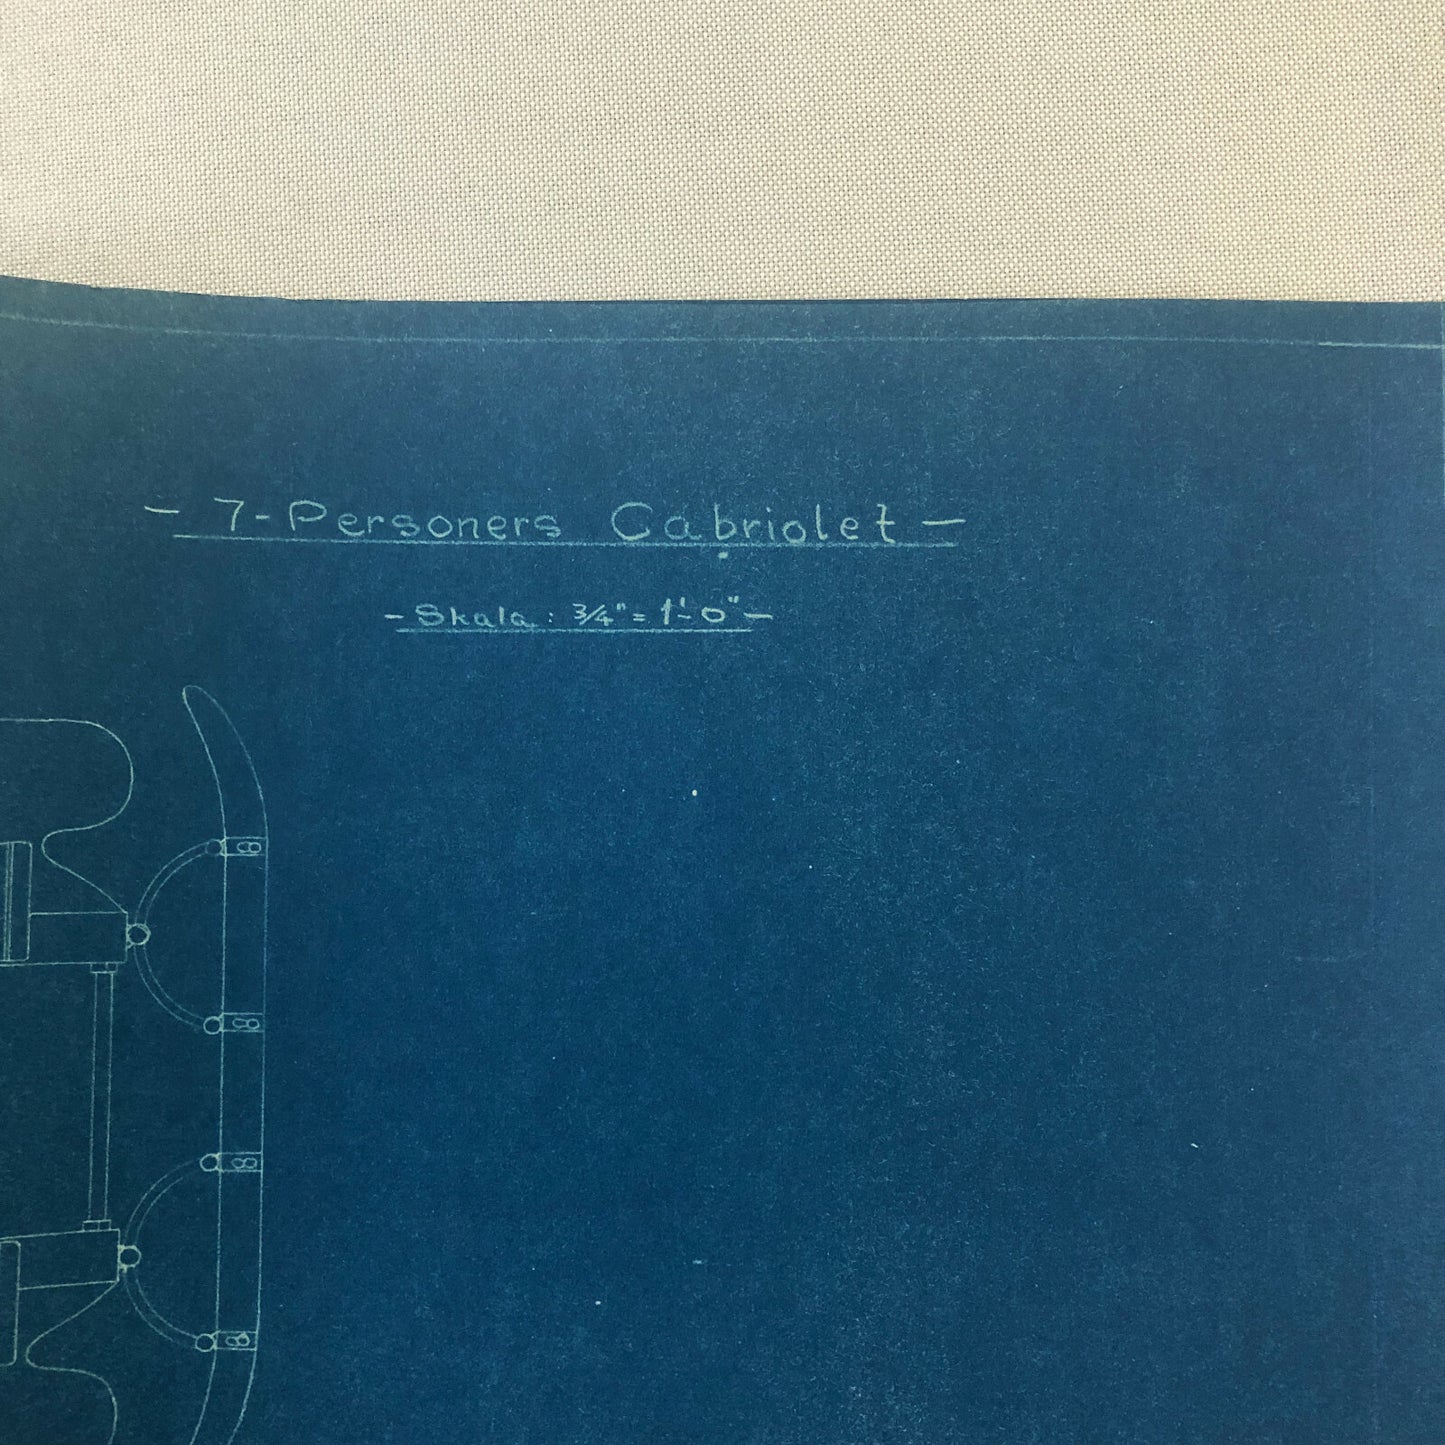 - 7-Personers Cabriolet -
- Skala : 3/4" = 1'-0" -